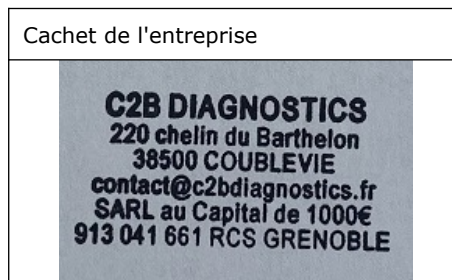 Cachet de l'entreprise
C2B DIAGNOSTICS
220 chelin du Barthelon
38500 COUBLEVIE
contact@c2bdiagnostics.fr
SARL au Capital de 1000€
913 041 661 RCS GRENOBLE